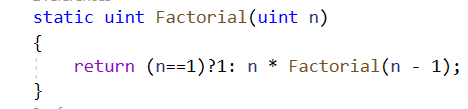 static uint Factorial(uint n)
{
    return (n==1)?1: n * Factorial(n - 1);
}